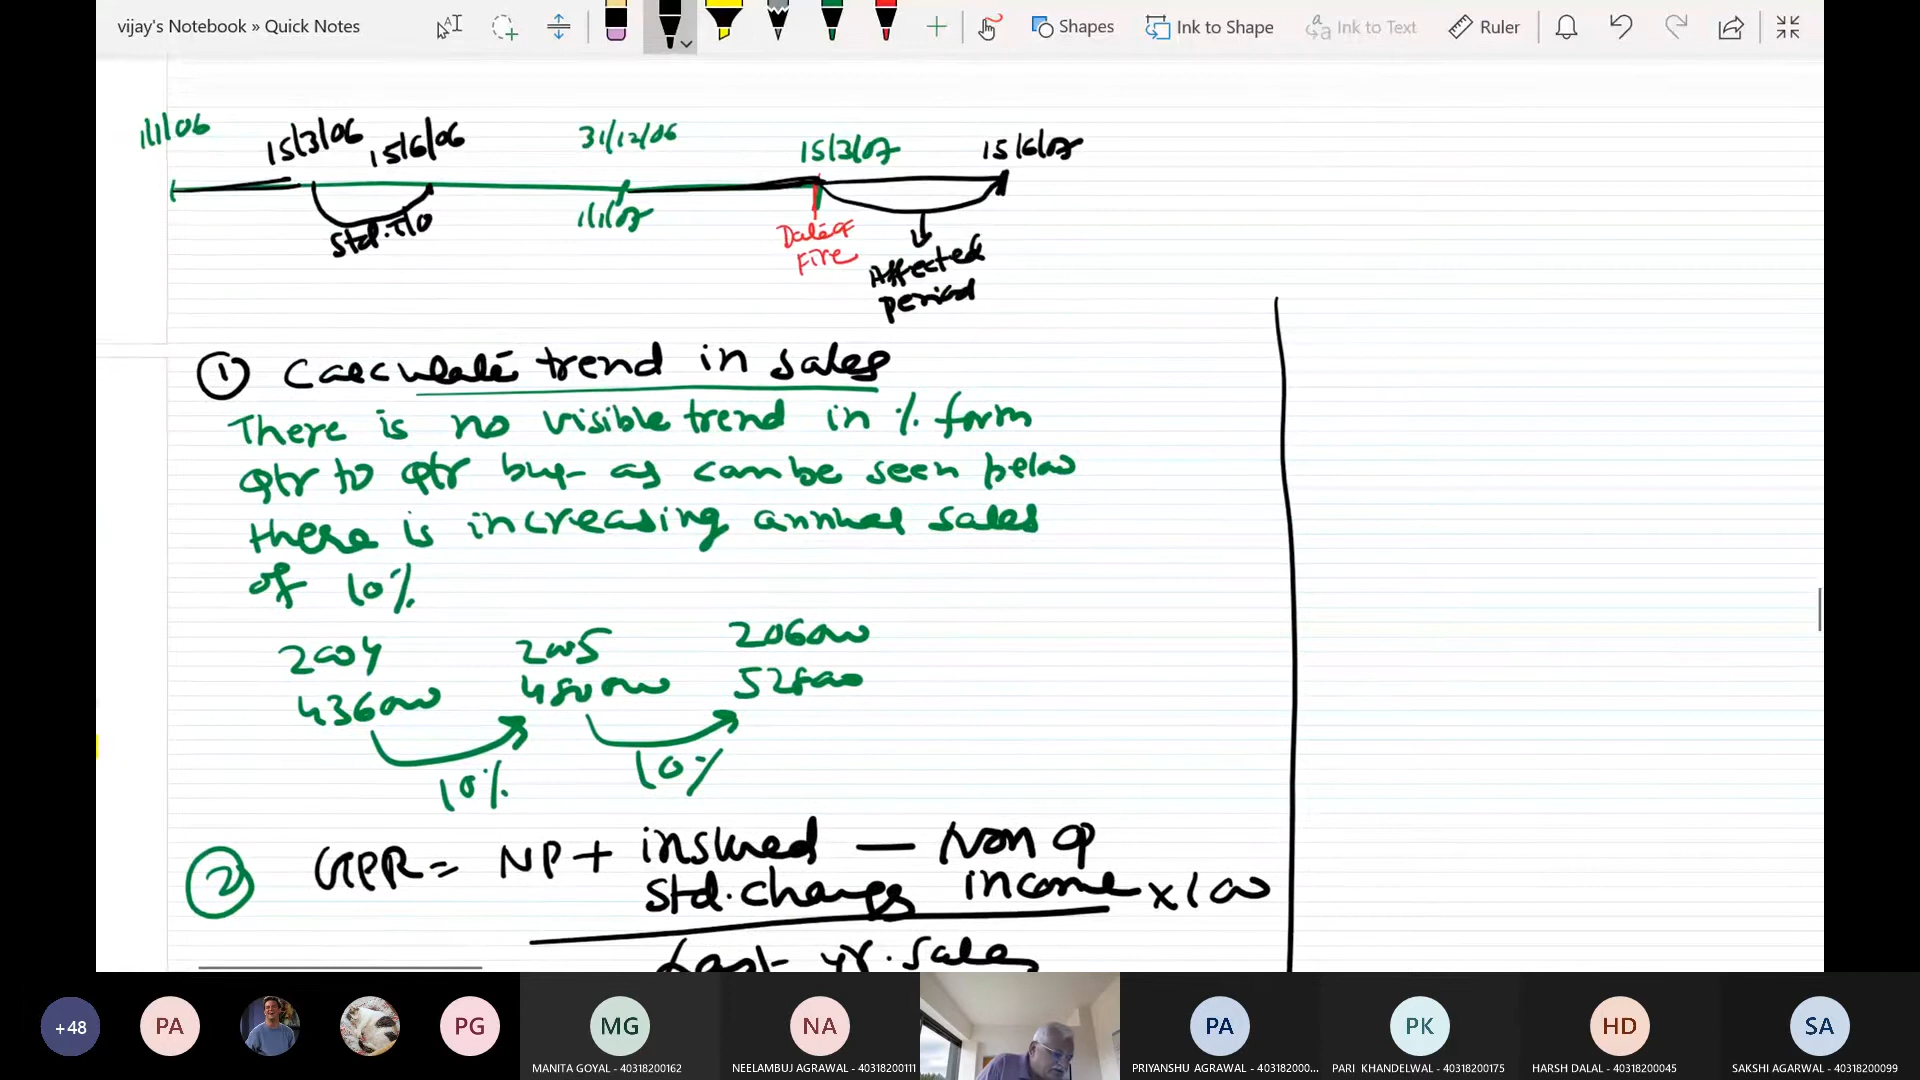 vijay's Notebook » Quick Notes
Shapes
Ink to Shape
Ink to Text
Ruler
1/1/06
15/3/06
15/6/06
31/12/06
15/3/07
15/6/07
Std. T/O
1/1/07
Date of
Fire
Affected
period
① Calculate trend in sales
There is no visible trend in % form
qtr to qtr but as can be seen below
there is increasing annual sales
of 10%
2004 2005 206000
436000 480000 528000
10% 10%
② GPR = NP + insured — Non op
Std. charges income x 100
Last yr. sales
+48
PA
PG
MG
NA
PA
PK
HD
SA
MANITA GOYAL - 40318200162
NEELAMBUJ AGRAWAL - 40318200111
PRIYANSHU AGRAWAL - 403182000...
PARI KHANDELWAL - 40318200175
HARSH DALAL - 40318200045
SAKSHI AGARWAL - 40318200099